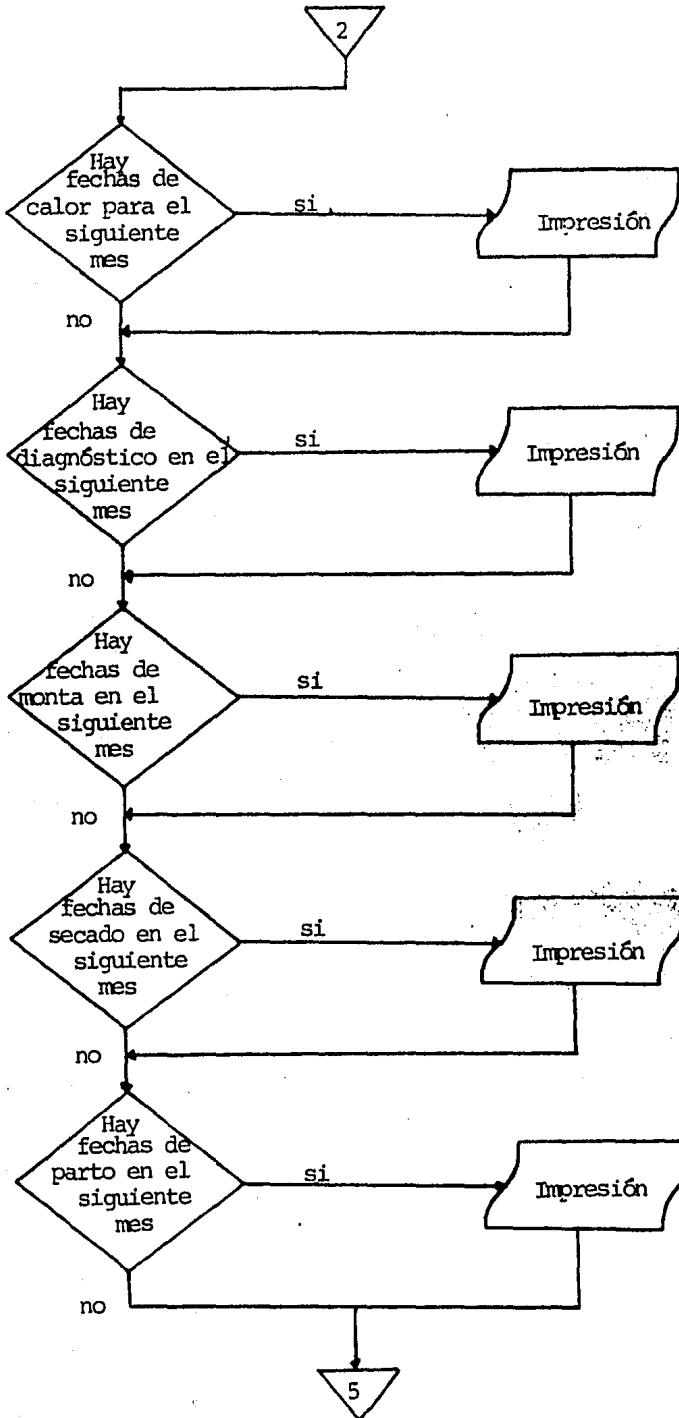 2
Hay
fechas de
calor para el
siguiente
mes
si
Impresión
no
Hay
fechas de
diagnóstico en el
siguiente
mes
si
Impresión
no
Hay
fechas de
monta en el
siguiente
mes
si
Impresión
no
Hay
fechas de
secado en el
siguiente
mes
si
Impresión
no
Hay
fechas de
parto en el
siguiente
mes
si
Impresión
no
5